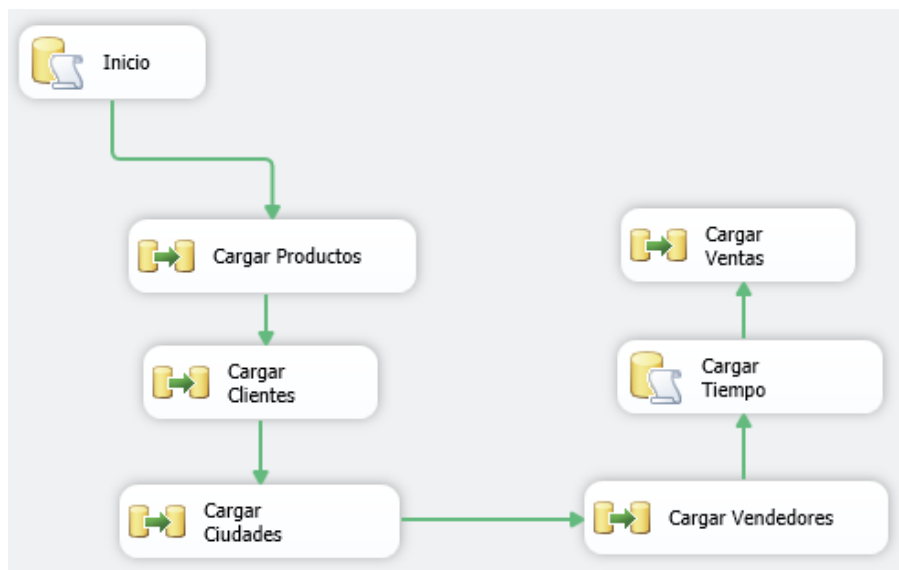 Inicio
Cargar Productos
Cargar
Clientes
Cargar
Ciudades
Cargar Vendedores
Cargar
Tiempo
Cargar
Ventas